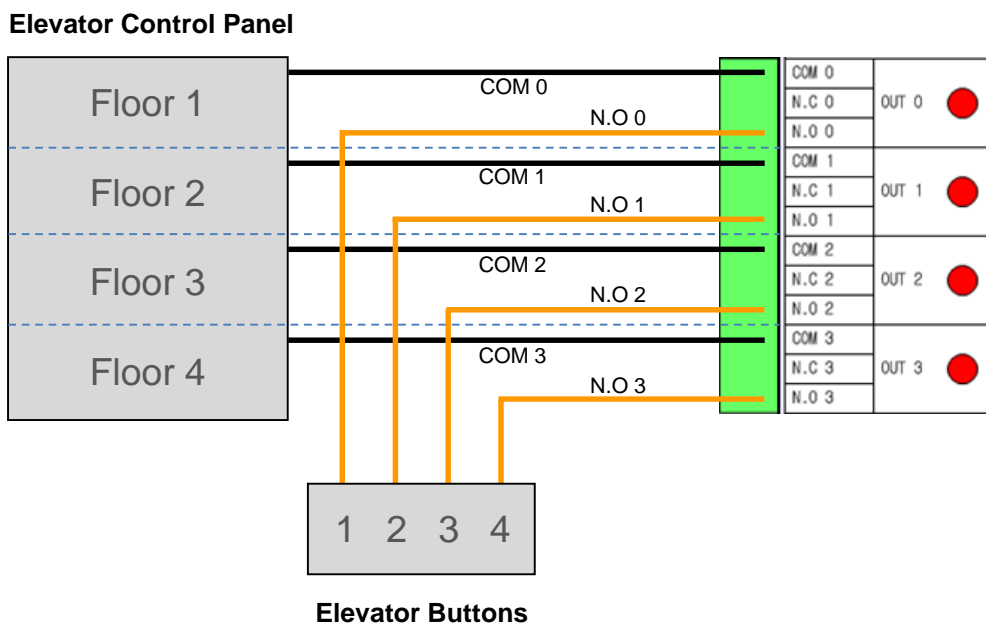 Elevator Control Panel
Floor 1
Floor 2
Floor 3
Floor 4
COM 0
N.O 0
COM 1
N.O 1
COM 2
N.O 2
COM 3
N.O 3
COM 0
N.C 0
N.O 0
OUT 0
COM 1
N.C 1
N.O 1
OUT 1
COM 2
N.C 2
N.O 2
OUT 2
COM 3
N.C 3
N.O 3
OUT 3
1 2 3 4
Elevator Buttons